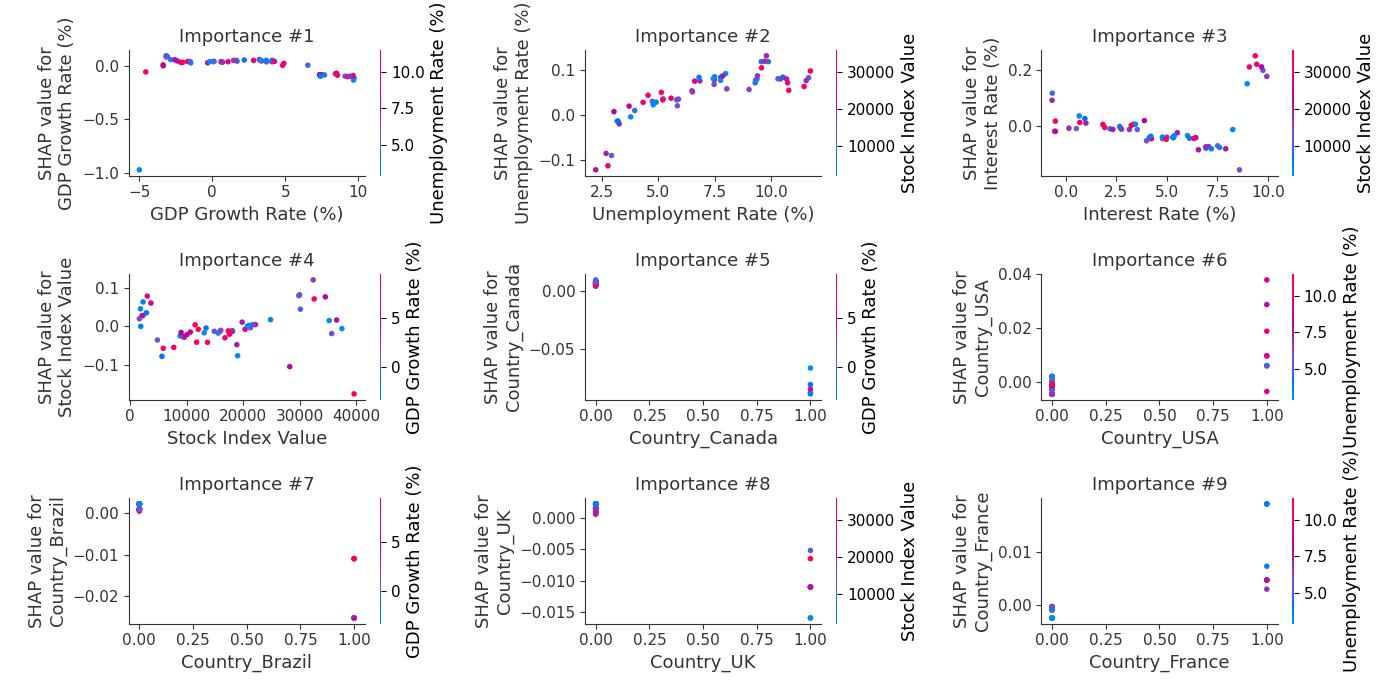 Importance #1
SHAP value for
GDP Growth Rate (%)
0.0
−0.5
−1.0
−5
0
5
10
GDP Growth Rate (%)
10.0
7.5
5.0
Unemployment Rate (%)
Importance #2
SHAP value for
Unemployment Rate (%)
0.1
0.0
−0.1
2.5
5.0
7.5
10.0
Unemployment Rate (%)
30000
20000
10000
Stock Index Value
Importance #3
SHAP value for
Interest Rate (%)
0.2
0.0
0.0
2.5
5.0
7.5
10.0
Interest Rate (%)
30000
20000
10000
Stock Index Value
Importance #4
SHAP value for
Stock Index Value
0.1
0.0
−0.1
0
10000
20000
30000
40000
Stock Index Value
5
0
GDP Growth Rate (%)
Importance #5
SHAP value for
Country_Canada
0.00
−0.05
0.00
0.25
0.50
0.75
1.00
Country_Canada
5
0
GDP Growth Rate (%)
Importance #6
SHAP value for
Country_USA
0.04
0.02
0.00
0.00
0.25
0.50
0.75
1.00
Country_USA
10.0
7.5
5.0
Unemployment Rate (%)
Importance #7
SHAP value for
Country_Brazil
0.00
−0.01
−0.02
0.00
0.25
0.50
0.75
1.00
Country_Brazil
5
0
GDP Growth Rate (%)
Importance #8
SHAP value for
Country_UK
0.000
−0.005
−0.010
−0.015
0.00
0.25
0.50
0.75
1.00
Country_UK
30000
20000
10000
Stock Index Value
Importance #9
SHAP value for
Country_France
0.01
0.00
0.00
0.25
0.50
0.75
1.00
Country_France
10.0
7.5
5.0
Unemployment Rate (%)